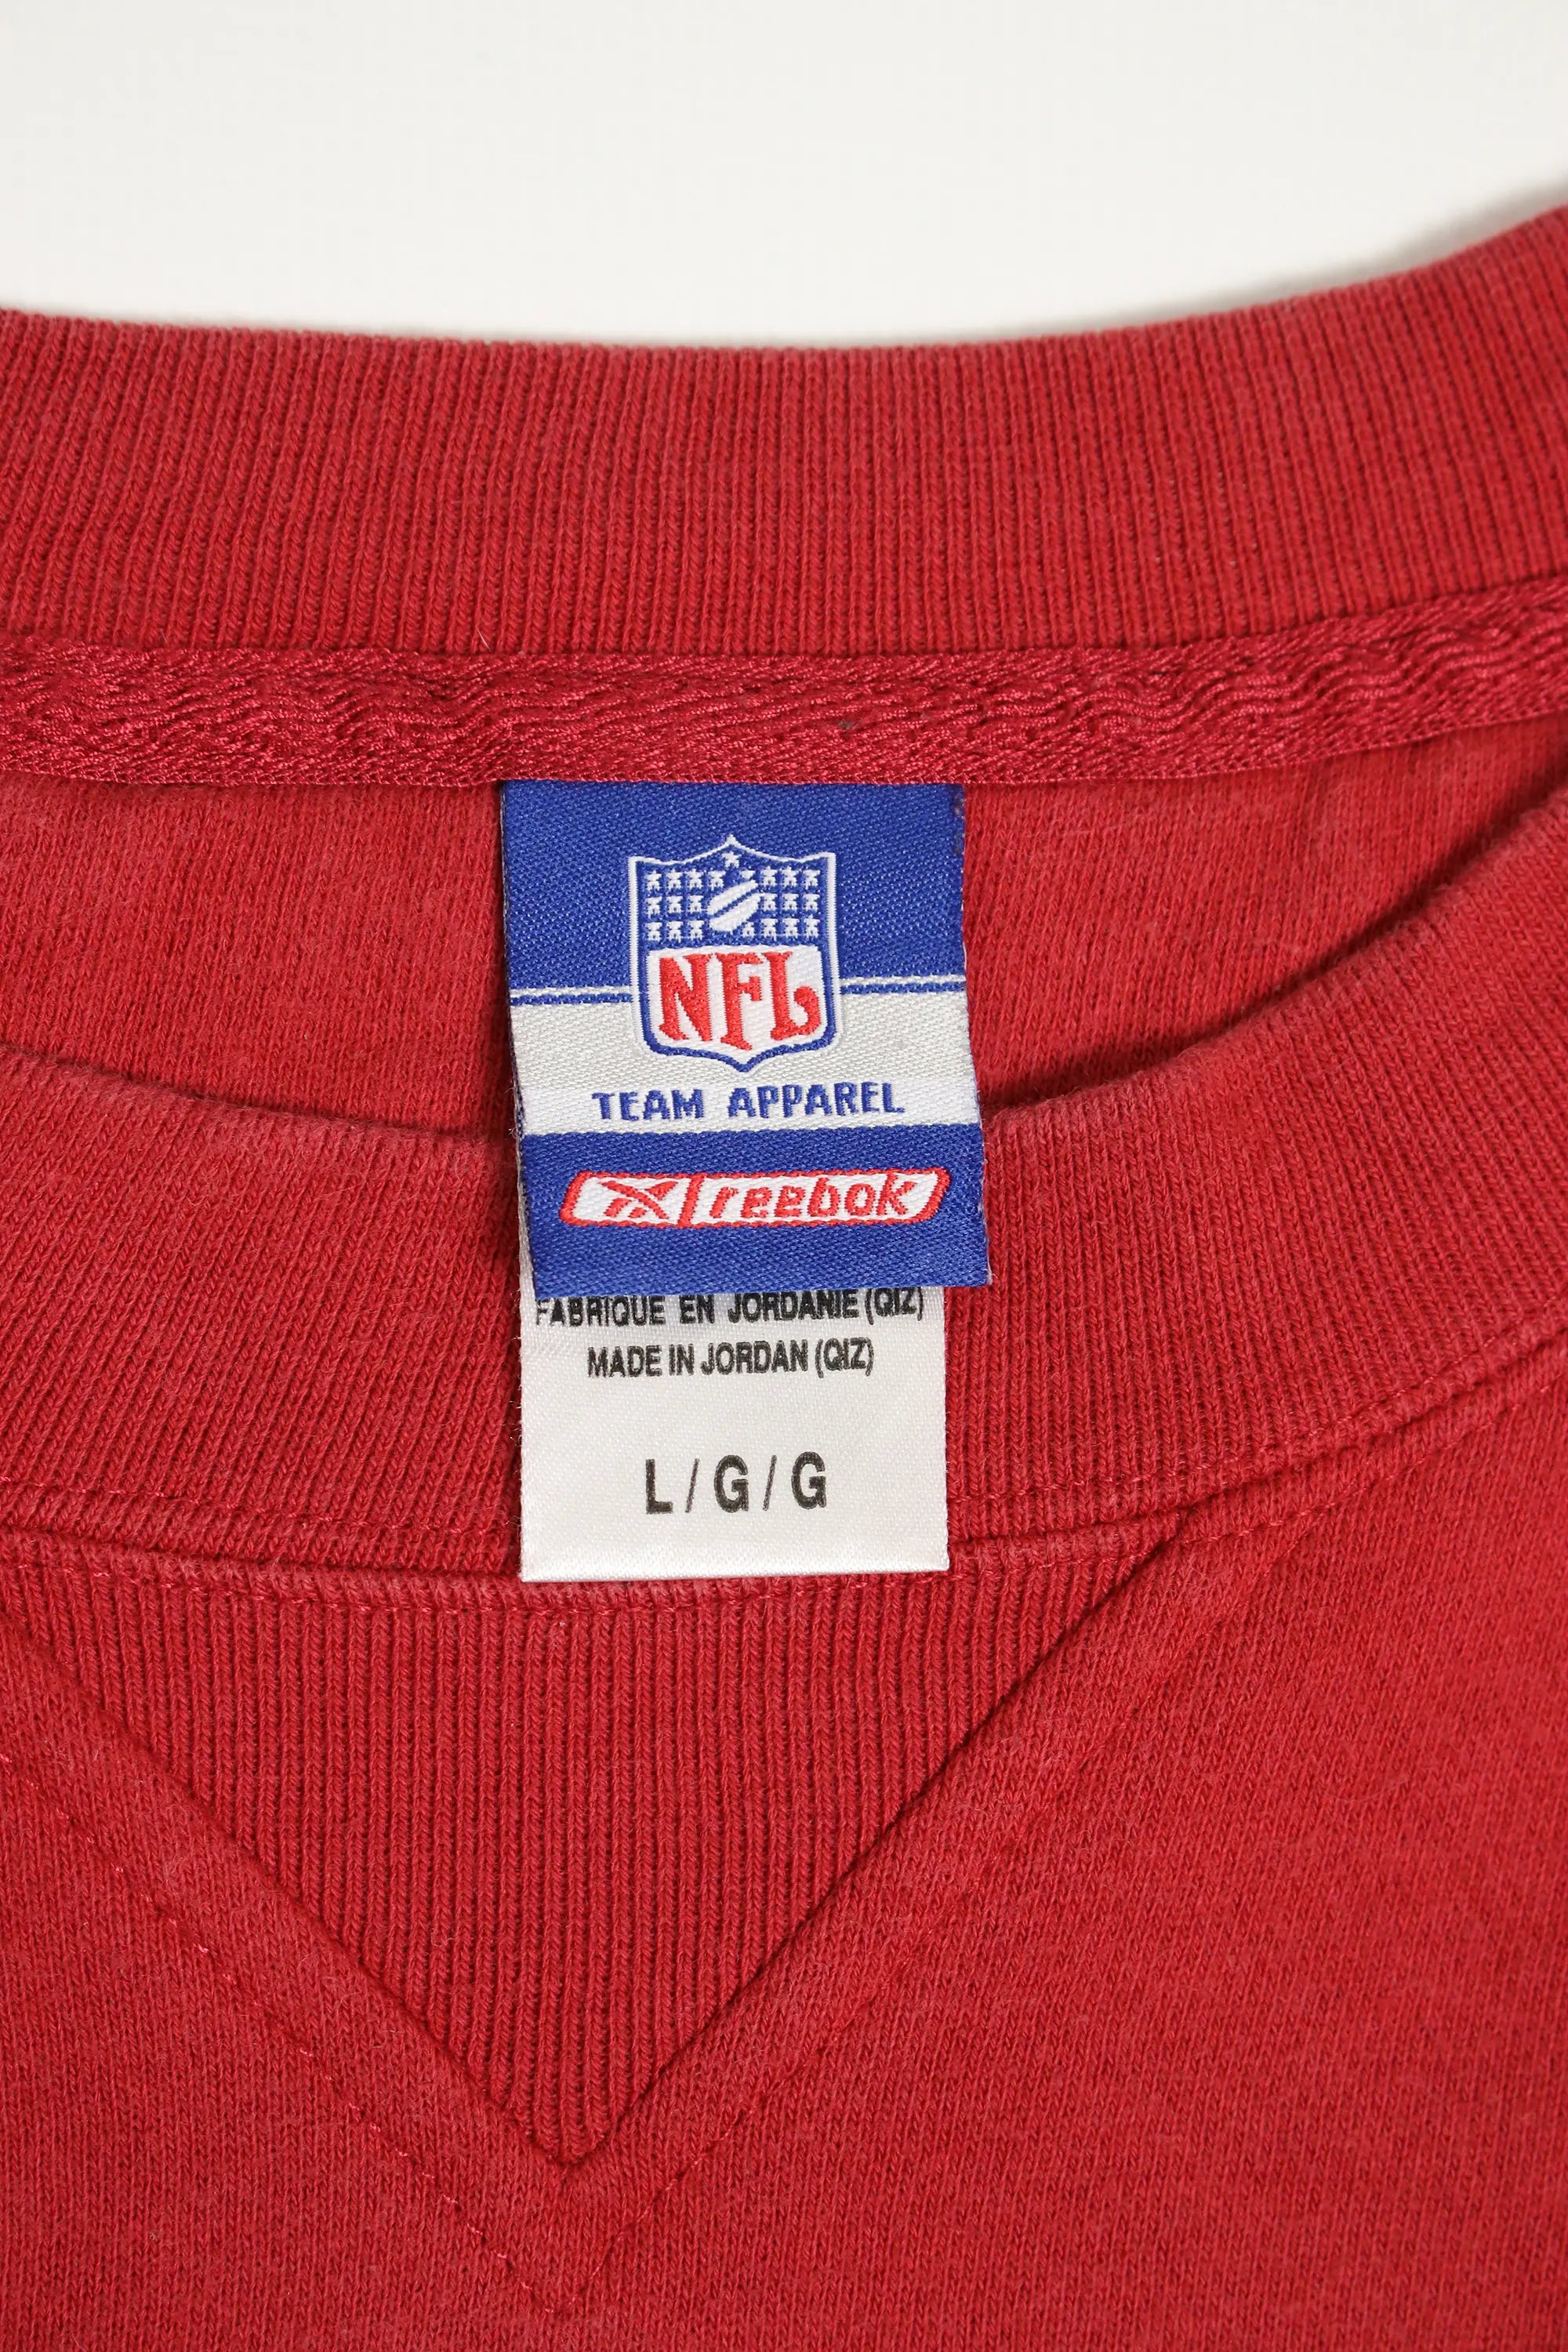 NFL
TEAM APPAREL
reebok
FABRIQUE EN JORDANIE (QIZ)
MADE IN JORDAN (QIZ)
L / G / G